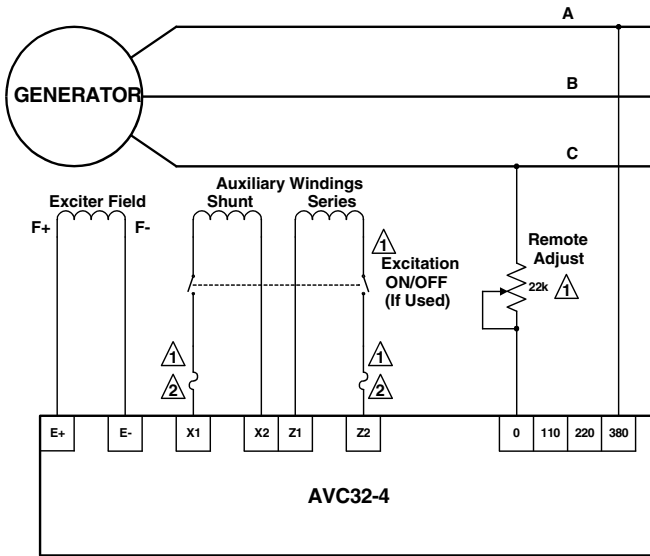 A
GENERATOR
B
C
Auxiliary Windings
Exciter Field
Shunt
Series
F+
F-
1
Excitation
ON/OFF
(If Used)
Remote
Adjust
22k
1
1
1
2
2
E+
E-
X1
X2
Z1
Z2
0
110
220
380
AVC32-4